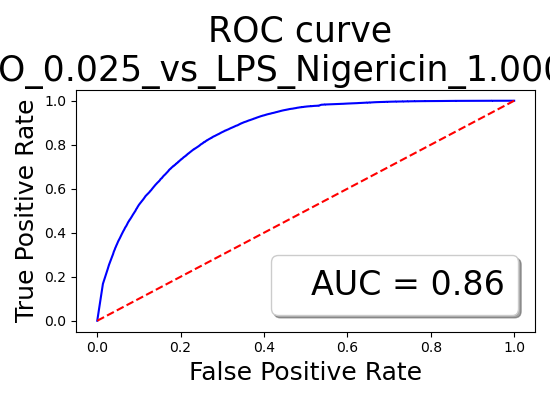 ROC curve
O_0.025_vs_LPS_Nigericin_1.000
True Positive Rate
1.0
0.8
0.6
0.4
0.2
0.0
AUC = 0.86
0.0 0.2 0.4 0.6 0.8 1.0
False Positive Rate